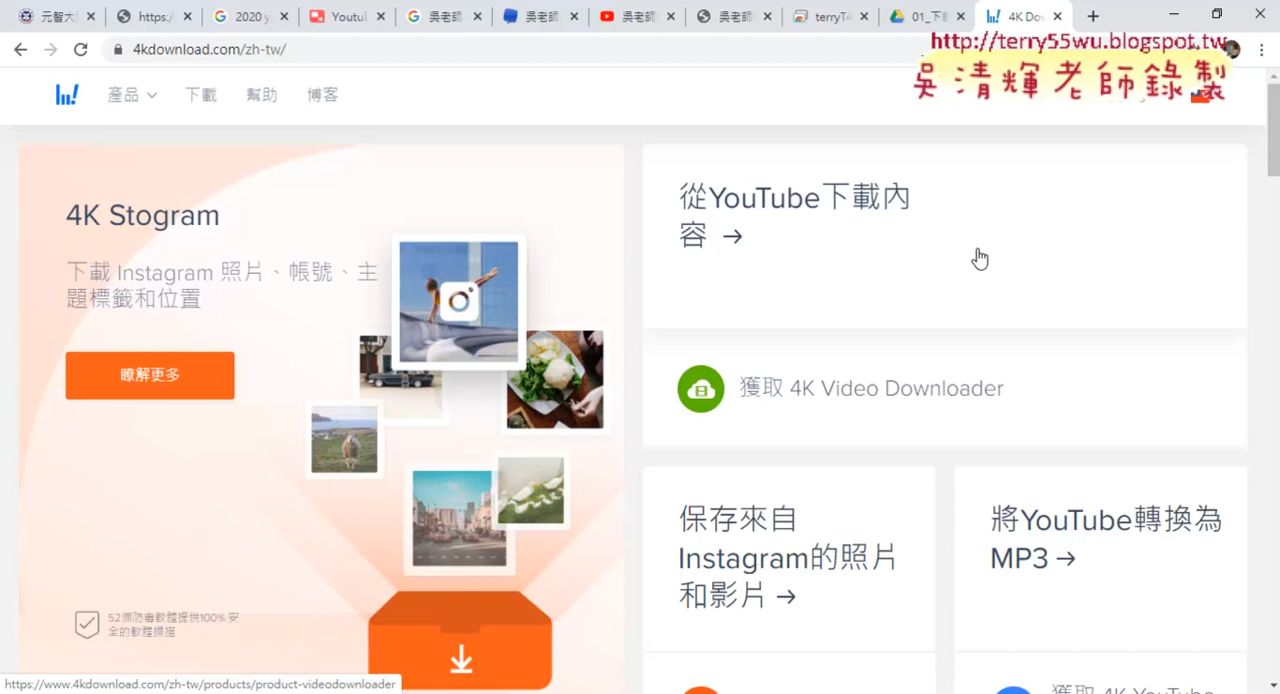 元智大
https:/
2020 y
Youtu
吳老師
吳老師
吳老師
吳老師
terryT4
01_下載
4K Do
4kdownload.com/zh-tw/
http://terry55wu.blogspot.tw
吳清輝老師錄製
產品
下載
幫助
博客
4K Stogram
下載 Instagram 照片、帳號、主
題標籤和位置
瞭解更多
52個防毒軟體提供100% 安
全的軟體掃描
從YouTube下載內
容 →
獲取 4K Video Downloader
保存來自
Instagram的照片
和影片 →
將YouTube轉換為
MP3 →
獲取 4K YouTube
https://www.4kdownload.com/zh-tw/products/product-videodownloader